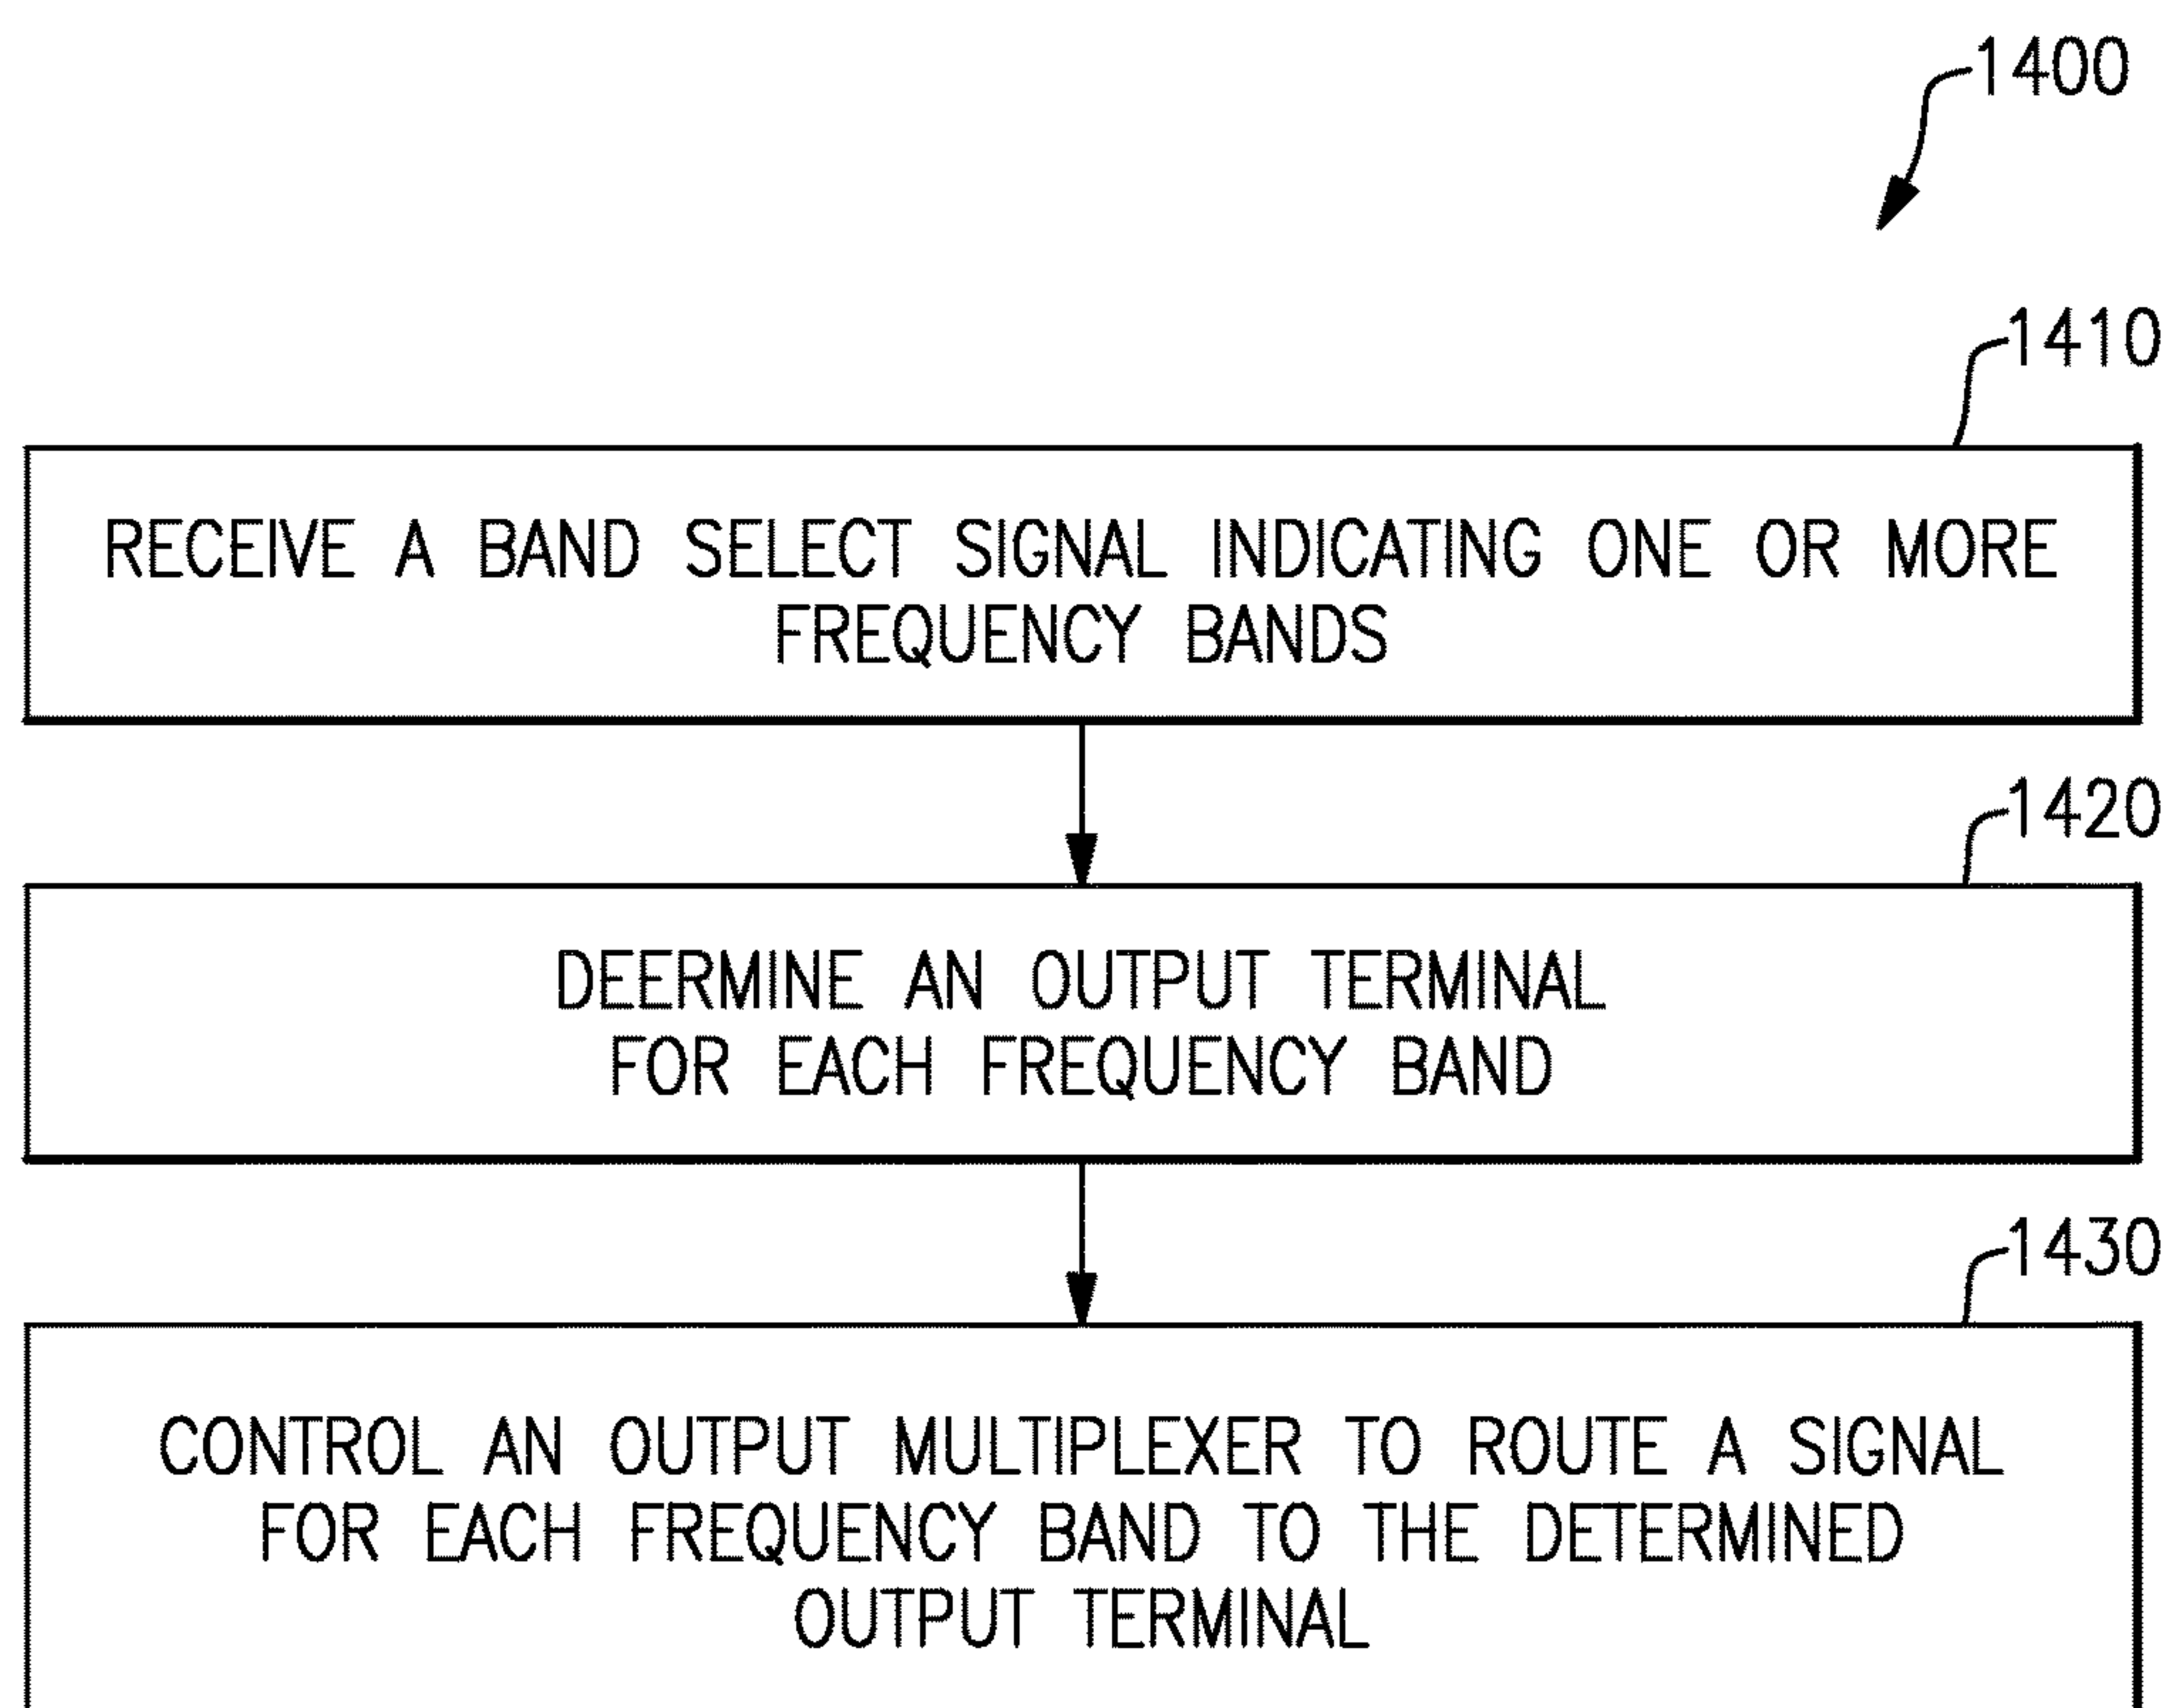 1400
1410
RECEIVE A BAND SELECT SIGNAL INDICATING ONE OR MORE
FREQUENCY BANDS
1420
DEERMINE AN OUTPUT TERMINAL
FOR EACH FREQUENCY BAND
1430
CONTROL AN OUTPUT MULTIPLEXER TO ROUTE A SIGNAL
FOR EACH FREQUENCY BAND TO THE DETERMINED
OUTPUT TERMINAL